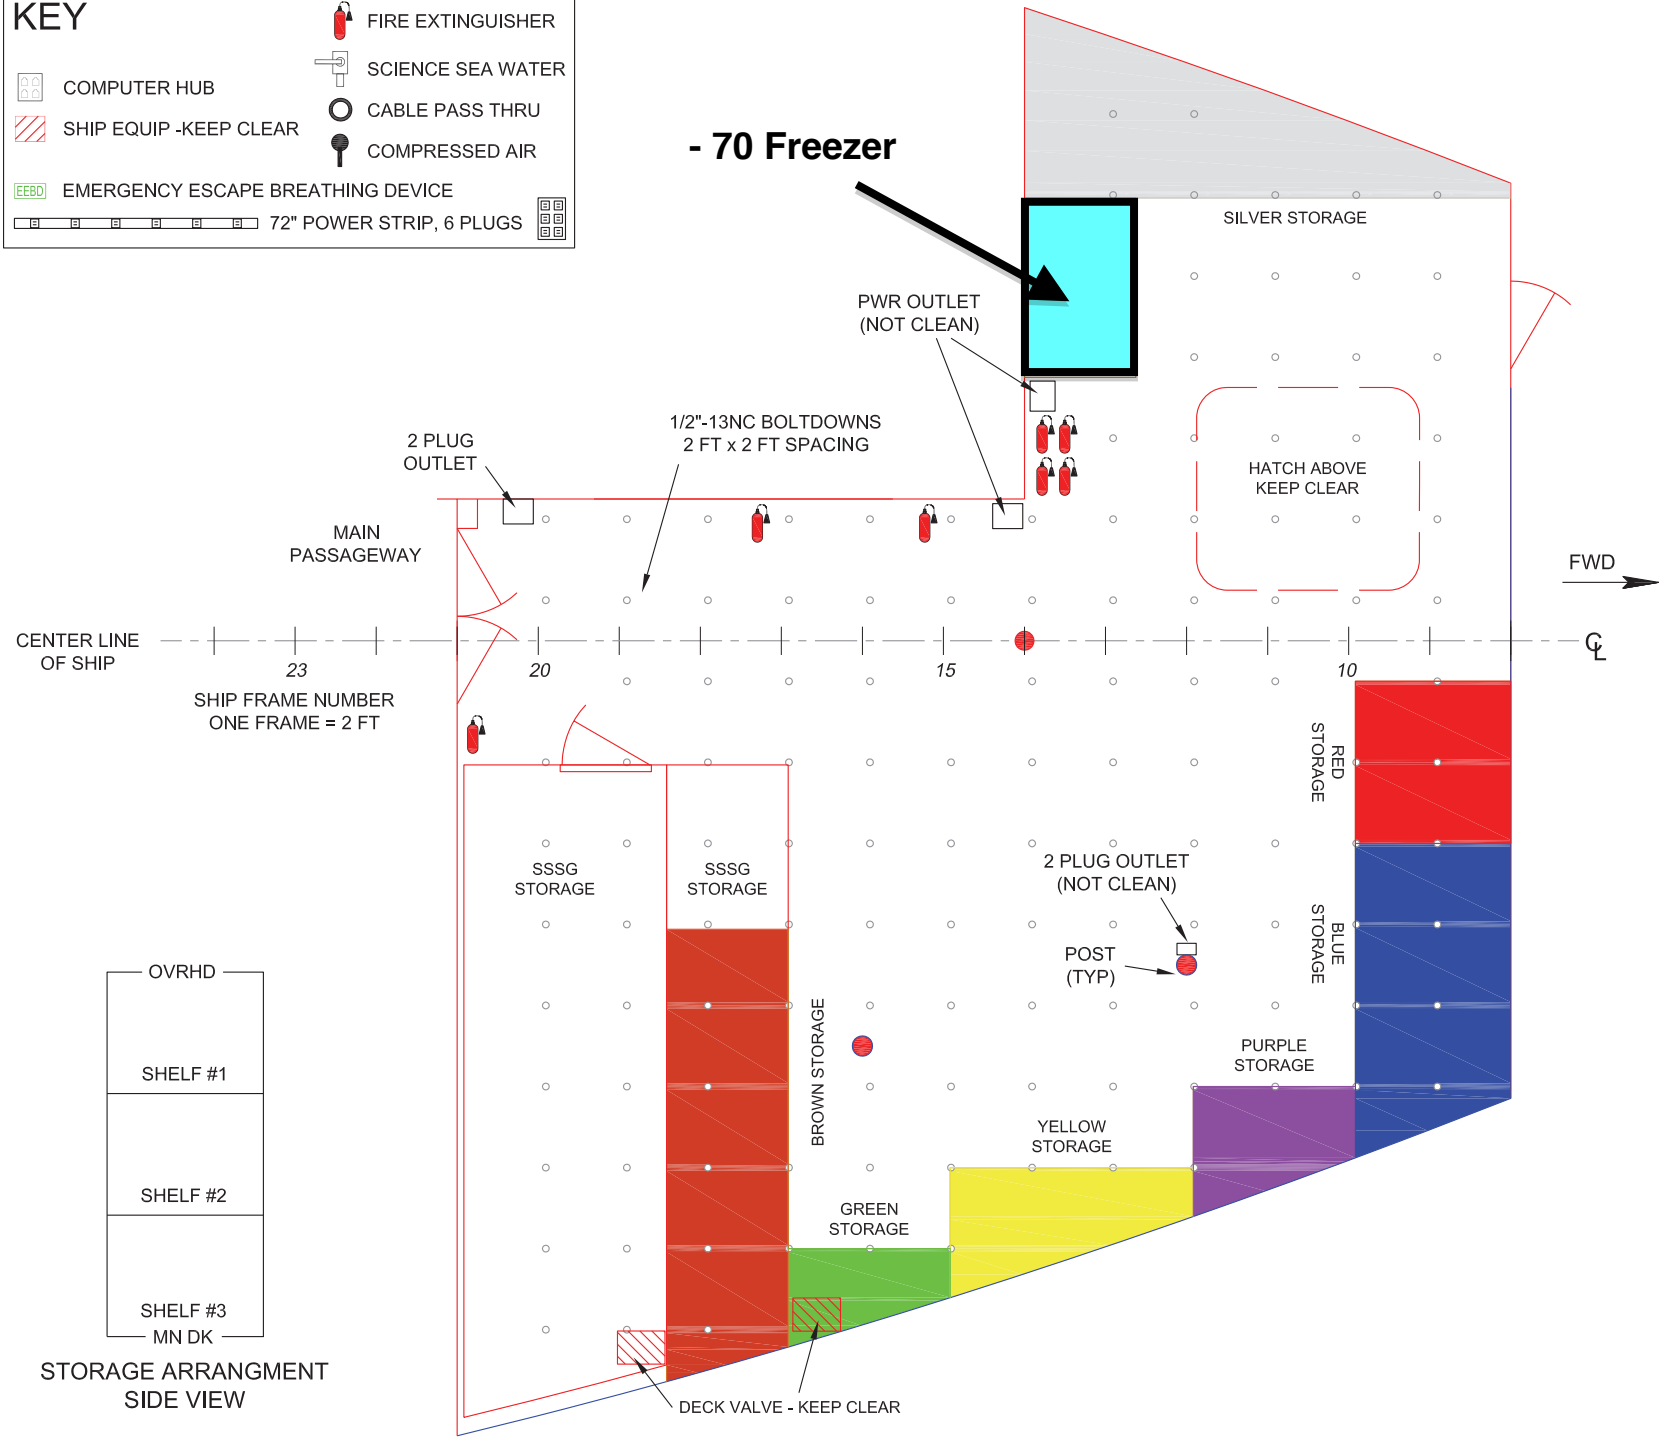 KEY
FIRE EXTINGUISHER
SCIENCE SEA WATER
COMPUTER HUB
CABLE PASS THRU
SHIP EQUIP -KEEP CLEAR
COMPRESSED AIR
EEBD EMERGENCY ESCAPE BREATHING DEVICE
72" POWER STRIP, 6 PLUGS
- 70 Freezer
SILVER STORAGE
PWR OUTLET
(NOT CLEAN)
1/2"-13NC BOLTDOWNS
2 FT x 2 FT SPACING
2 PLUG
OUTLET
HATCH ABOVE
KEEP CLEAR
MAIN
PASSAGEWAY
FWD
CENTER LINE
OF SHIP
23
20
15
10
CL
SHIP FRAME NUMBER
ONE FRAME = 2 FT
RED
STORAGE
SSSG
STORAGE
SSSG
STORAGE
2 PLUG OUTLET
(NOT CLEAN)
BLUE
STORAGE
POST
(TYP)
BROWN STORAGE
PURPLE
STORAGE
YELLOW
STORAGE
GREEN
STORAGE
OVRHD
SHELF #1
SHELF #2
SHELF #3
MN DK
STORAGE ARRANGMENT
SIDE VIEW
DECK VALVE - KEEP CLEAR